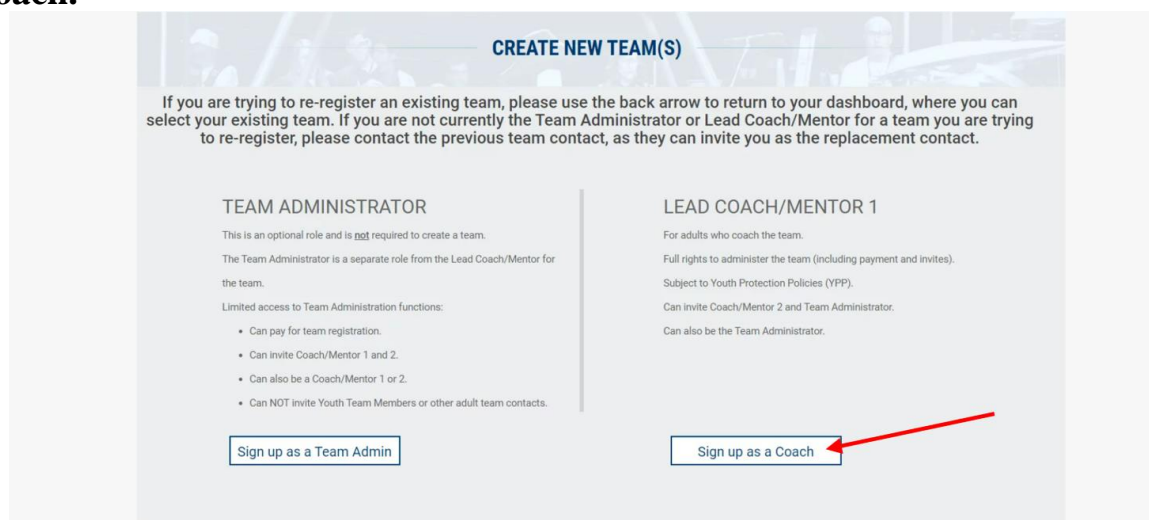 CREATE NEW TEAM(S)
If you are trying to re-register an existing team, please use the back arrow to return to your dashboard, where you can
select your existing team. If you are not currently the Team Administrator or Lead Coach/Mentor for a team you are trying
to re-register, please contact the previous team contact, as they can invite you as the replacement contact.
TEAM ADMINISTRATOR
This is an optional role and is not required to create a team.
The Team Administrator is a separate role from the Lead Coach/Mentor for
the team.
Limited access to Team Administration functions:
• Can pay for team registration.
• Can invite Coach/Mentor 1 and 2.
• Can also be a Coach/Mentor 1 or 2.
• Can NOT invite Youth Team Members or other adult team contacts.
Sign up as a Team Admin
LEAD COACH/MENTOR 1
For adults who coach the team.
Full rights to administer the team (including payment and invites).
Subject to Youth Protection Policies (YPP).
Can invite Coach/Mentor 2 and Team Administrator.
Can also be the Team Administrator.
Sign up as a Coach